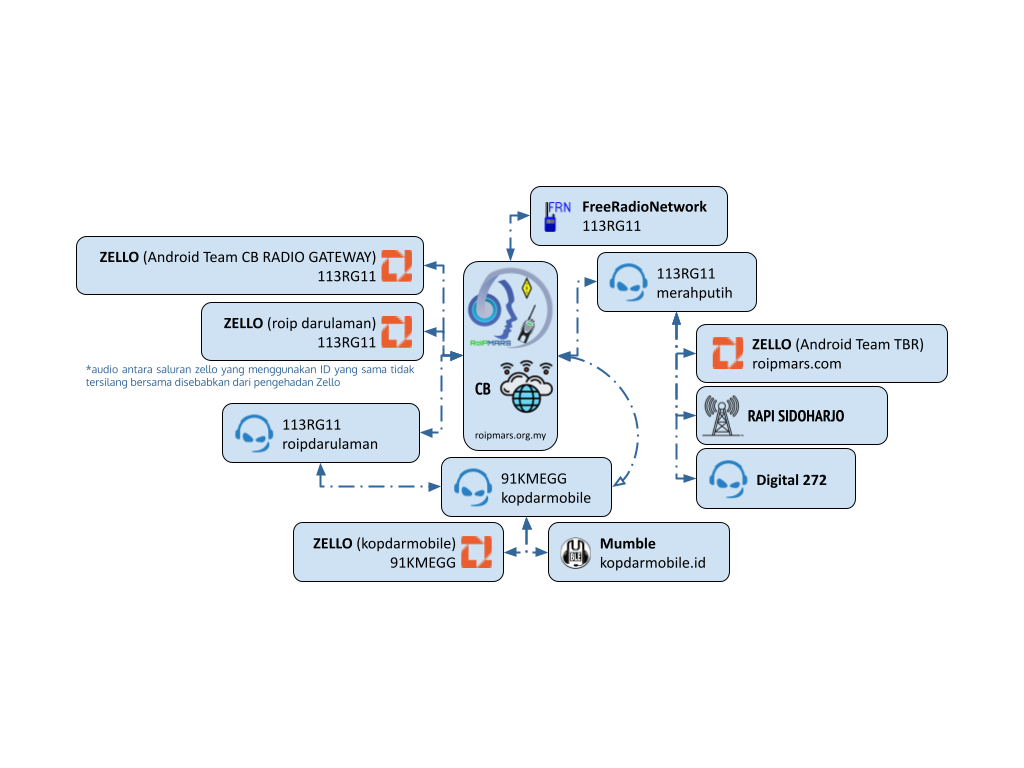 FRN
FreeRadioNetwork
113RG11
ZELLO (Android Team CB RADIO GATEWAY)
113RG11
113RG11
merahputih
ZELLO (roip darulaman)
113RG11
RoIPMARS
ZELLO (Android Team TBR)
roipmars.com
*audio antara saluran zello yang menggunakan ID yang sama tidak
tersilang bersama disebabkan dari pengehadan Zello
CB
RAPI SIDOHARJO
113RG11
roipdarulaman
roipmars.org.my
91KMEGG
kopdarmobile
Digital 272
ZELLO (kopdarmobile)
91KMEGG
BLE
Mumble
kopdarmobile.id